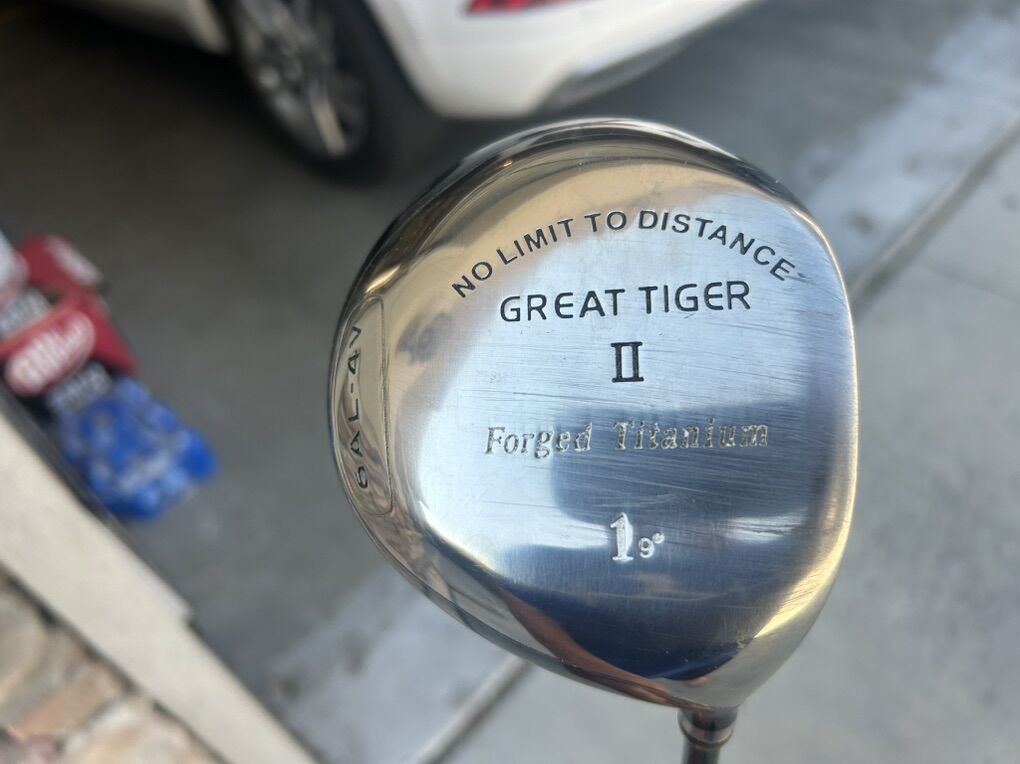 NO LIMIT TO DISTANCE
GREAT TIGER
II
Forged Titanium
1 9°
6AL-4V